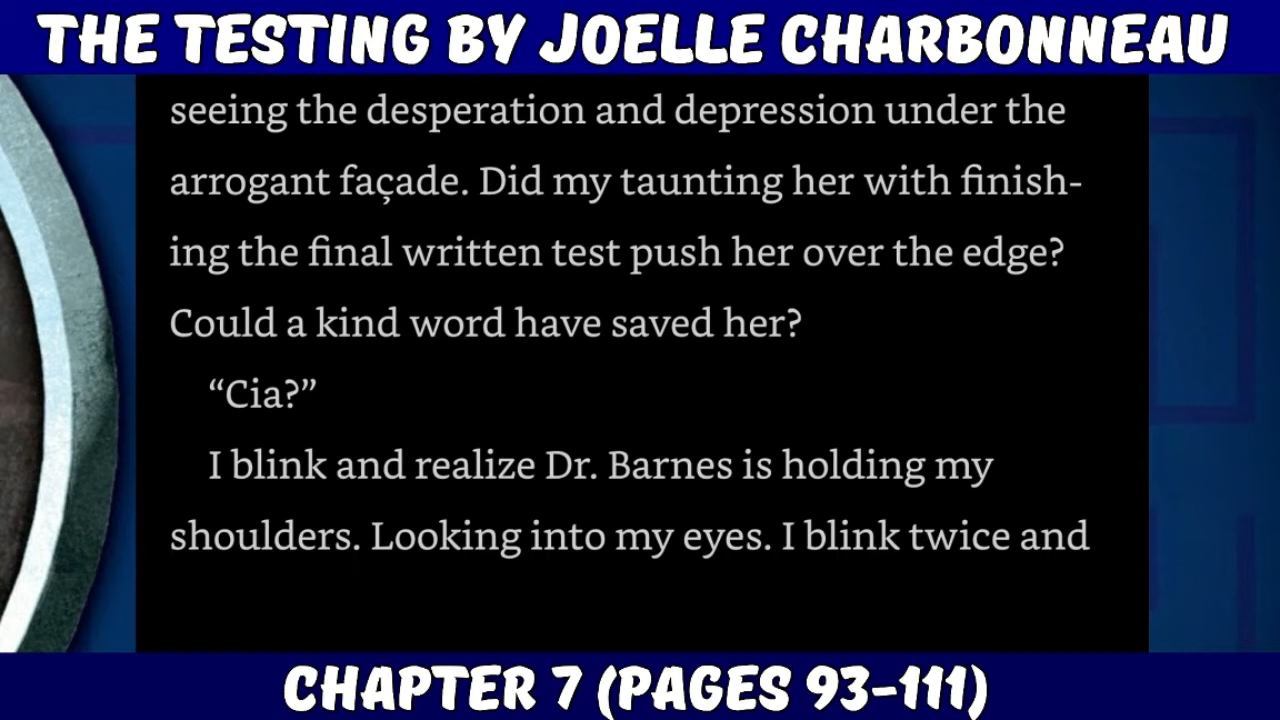 THE TESTING BY JOELLE CHARBONNEAU
seeing the desperation and depression under the
arrogant façade. Did my taunting her with finish-
ing the final written test push her over the edge?
Could a kind word have saved her?
“Cia?”
I blink and realize Dr. Barnes is holding my
shoulders. Looking into my eyes. I blink twice and
CHAPTER 7 (PAGES 93-111)